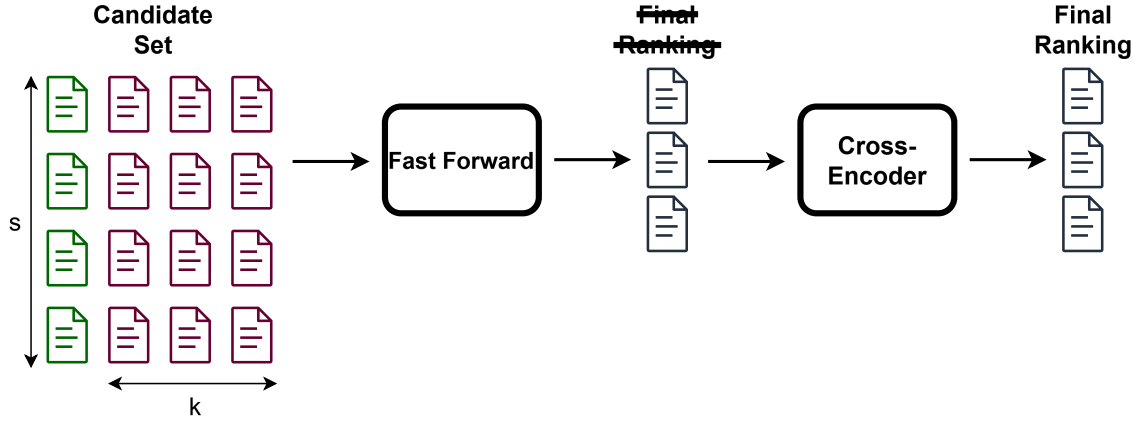 Candidate
Set
Final
Ranking
Final
Ranking
s
Fast Forward
Cross-
Encoder
k